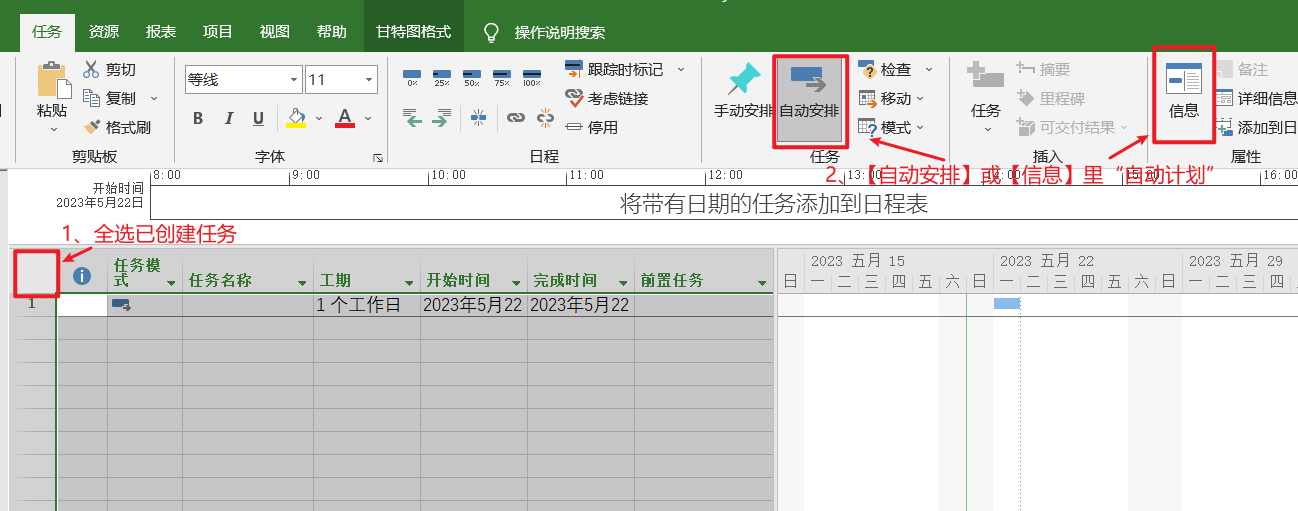 任务 资源 报表 项目 视图 帮助 甘特图格式 操作说明搜索
粘贴
剪切
复制
格式刷
剪贴板
等线 11
B I U A
字体
0% 25% 50% 75% 100%
跟踪时标记
考虑链接
停用
日程
手动安排 自动安排
检查
移动
模式
任务
任务
摘要
里程碑
可交付结果
插入
信息
备注
详细信息
添加到日
属性
2、【自动安排】或【信息】里“自动计划”
8:00 9:00 10:00 11:00 12:00 13:00 14:00 15:00 16:00
开始时间
2023年5月22日
将带有日期的任务添加到日程表
1、全选已创建任务
任务模式 任务名称 工期 开始时间 完成时间 前置任务
1 1 个工作日 2023年5月22 2023年5月22
2023 五月 15 2023 五月 22 2023 五月 29
日 一 二 三 四 五 六 日 一 二 三 四 五 六 日 一 二 三 四